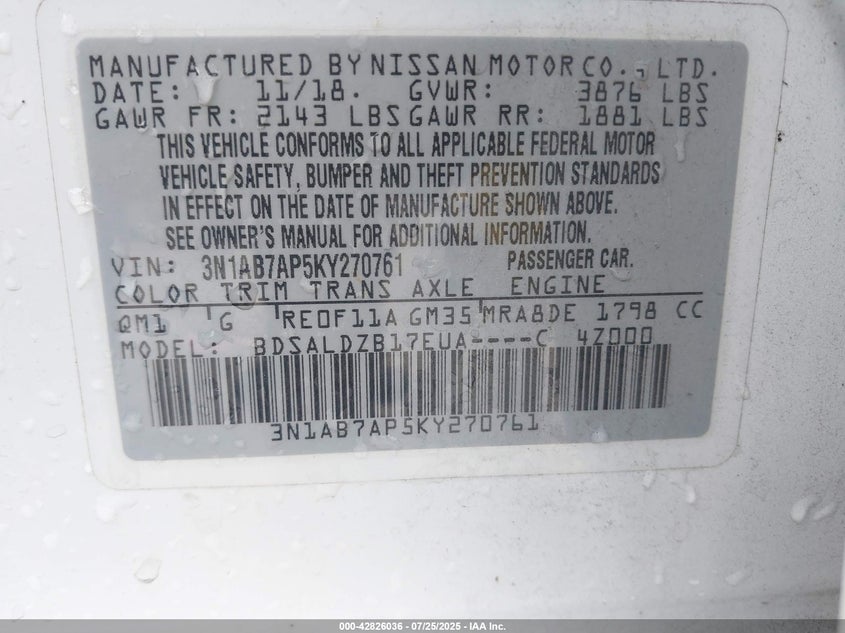 MANUFACTURED BY NISSAN MOTOR CO., LTD.
DATE: 11/18. GVWR: 3876 LBS
GAWR FR: 2143 LBS GAWR RR: 1881 LBS
THIS VEHICLE CONFORMS TO ALL APPLICABLE FEDERAL MOTOR
VEHICLE SAFETY, BUMPER AND THEFT PREVENTION STANDARDS
IN EFFECT ON THE DATE OF MANUFACTURE SHOWN ABOVE.
SEE OWNER'S MANUAL FOR ADDITIONAL INFORMATION.
VIN: 3N1AB7AP5KY270761 PASSENGER CAR.
COLOR TRIM TRANS AXLE ENGINE
QM1 G RE0F11A GM35 MRA8DE 1798 CC
MODEL: BDSALDZB17EUA----C 4Z000
3N1AB7AP5KY270761
000-42826036 - 07/25/2025 - IAA Inc.